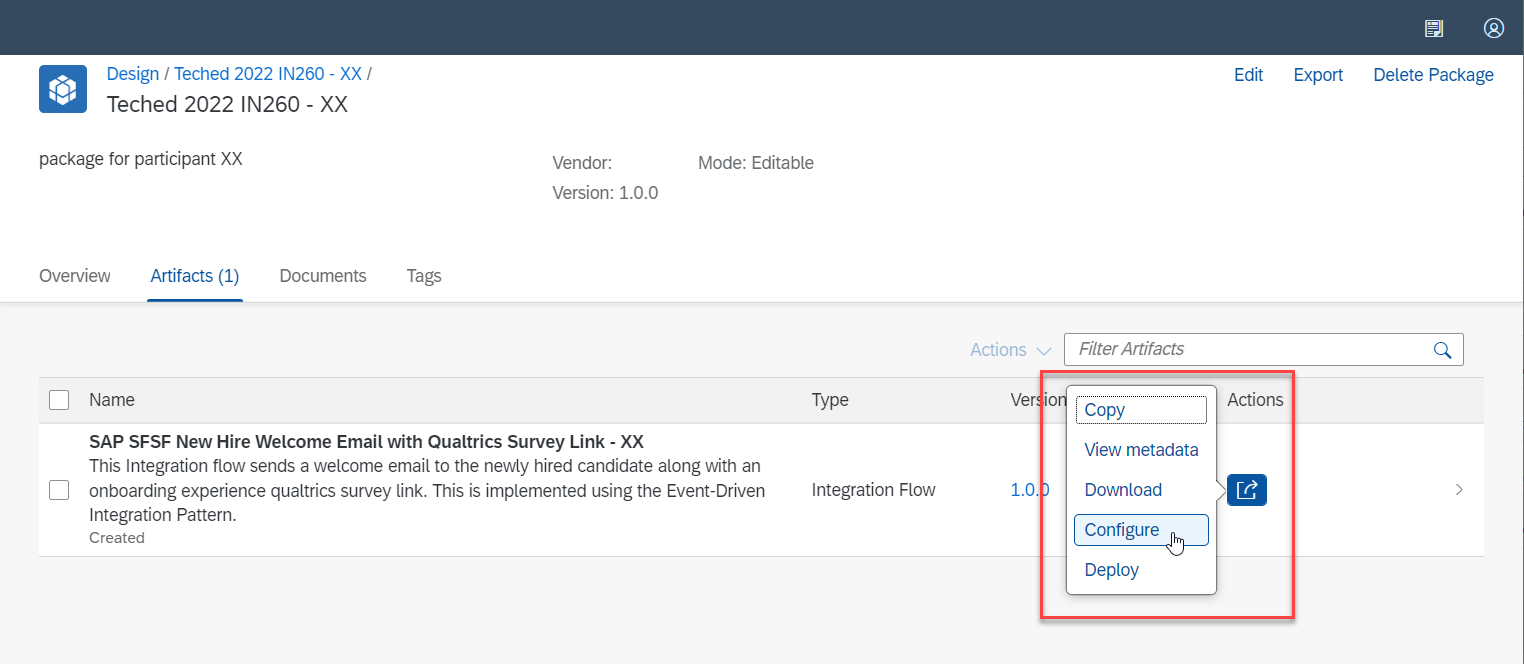 Design / Teched 2022 IN260 - XX /
Teched 2022 IN260 - XX
Edit Export Delete Package
package for participant XX
Vendor: Mode: Editable
Version: 1.0.0
Overview Artifacts (1) Documents Tags
Actions Filter Artifacts
Name Type Version Actions
SAP SFSF New Hire Welcome Email with Qualtrics Survey Link - XX
This Integration flow sends a welcome email to the newly hired candidate along with an
onboarding experience qualtrics survey link. This is implemented using the Event-Driven
Integration Pattern.
Created
Integration Flow 1.0.0
Copy
View metadata
Download
Configure
Deploy